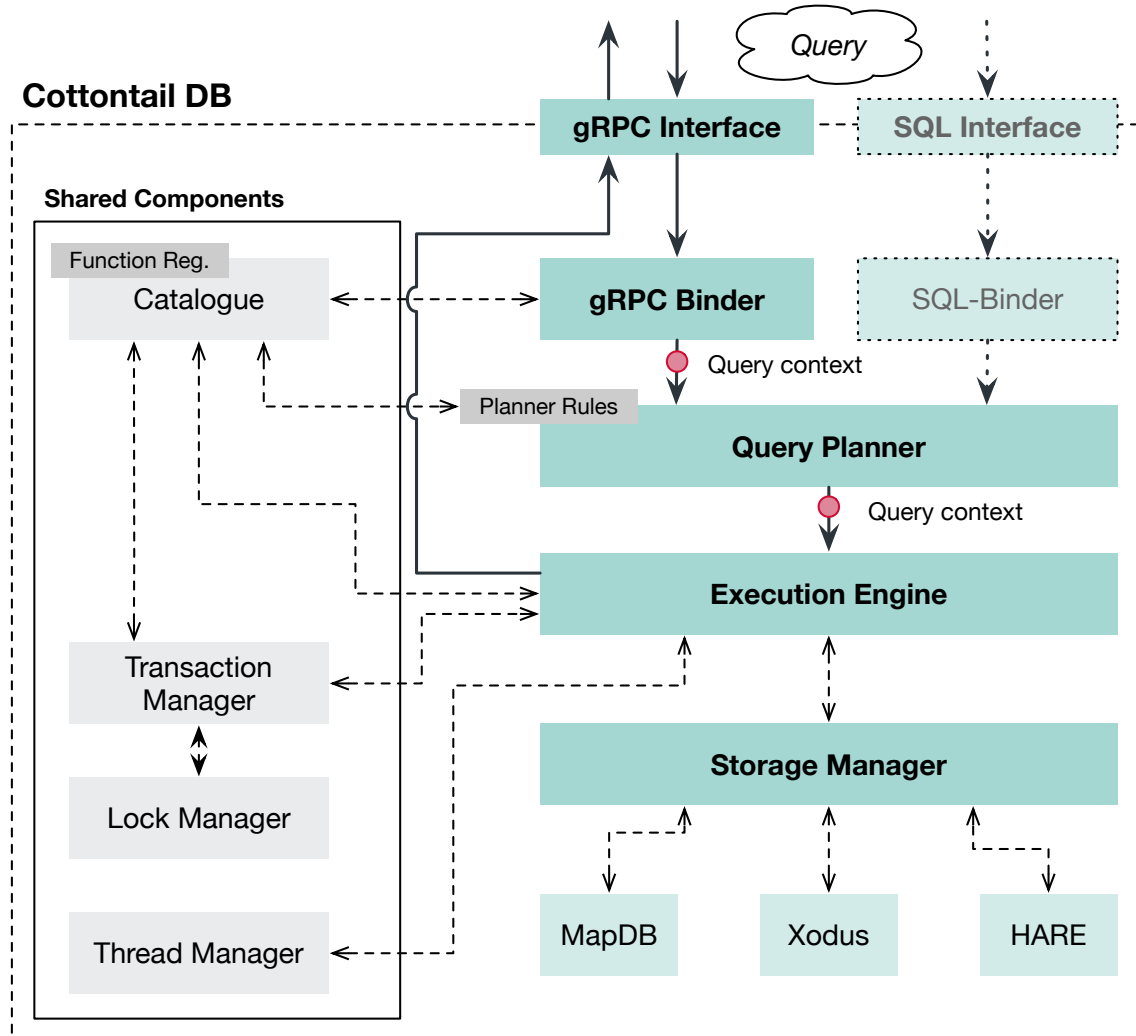 Query
Cottontail DB
gRPC Interface
SQL Interface
Shared Components
Function Reg.
Catalogue
gRPC Binder
SQL-Binder
Query context
Planner Rules
Query Planner
Query context
Execution Engine
Transaction
Manager
Storage Manager
Lock Manager
Thread Manager
MapDB
Xodus
HARE